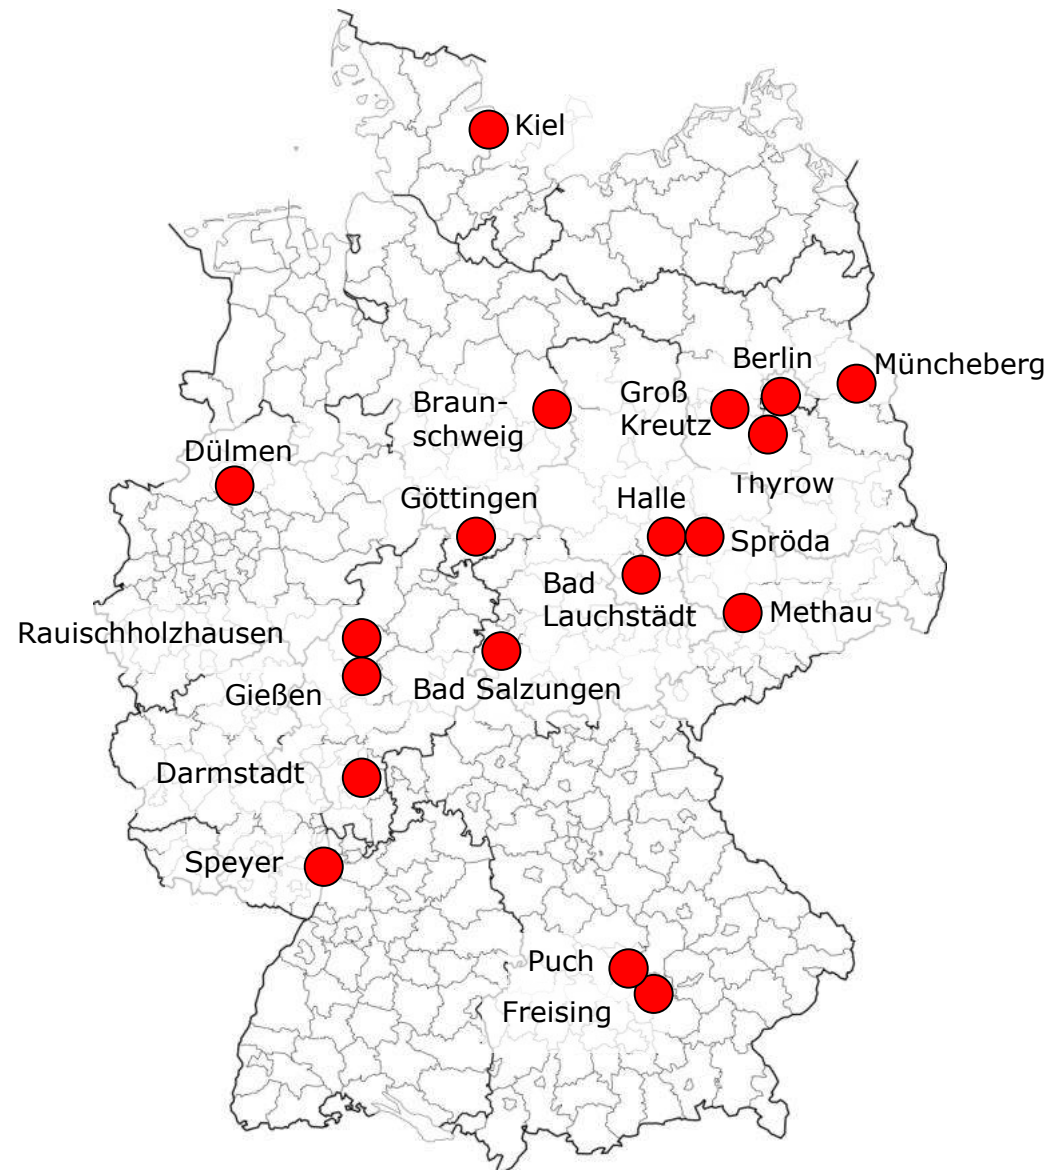 Kiel
Berlin
Müncheberg
Groß
Kreutz
Braun-
schweig
Dülmen
Thyrow
Göttingen
Halle
Spröda
Bad
Lauchstädt
Methau
Rauischholzhausen
Gießen
Bad Salzungen
Darmstadt
Speyer
Puch
Freising